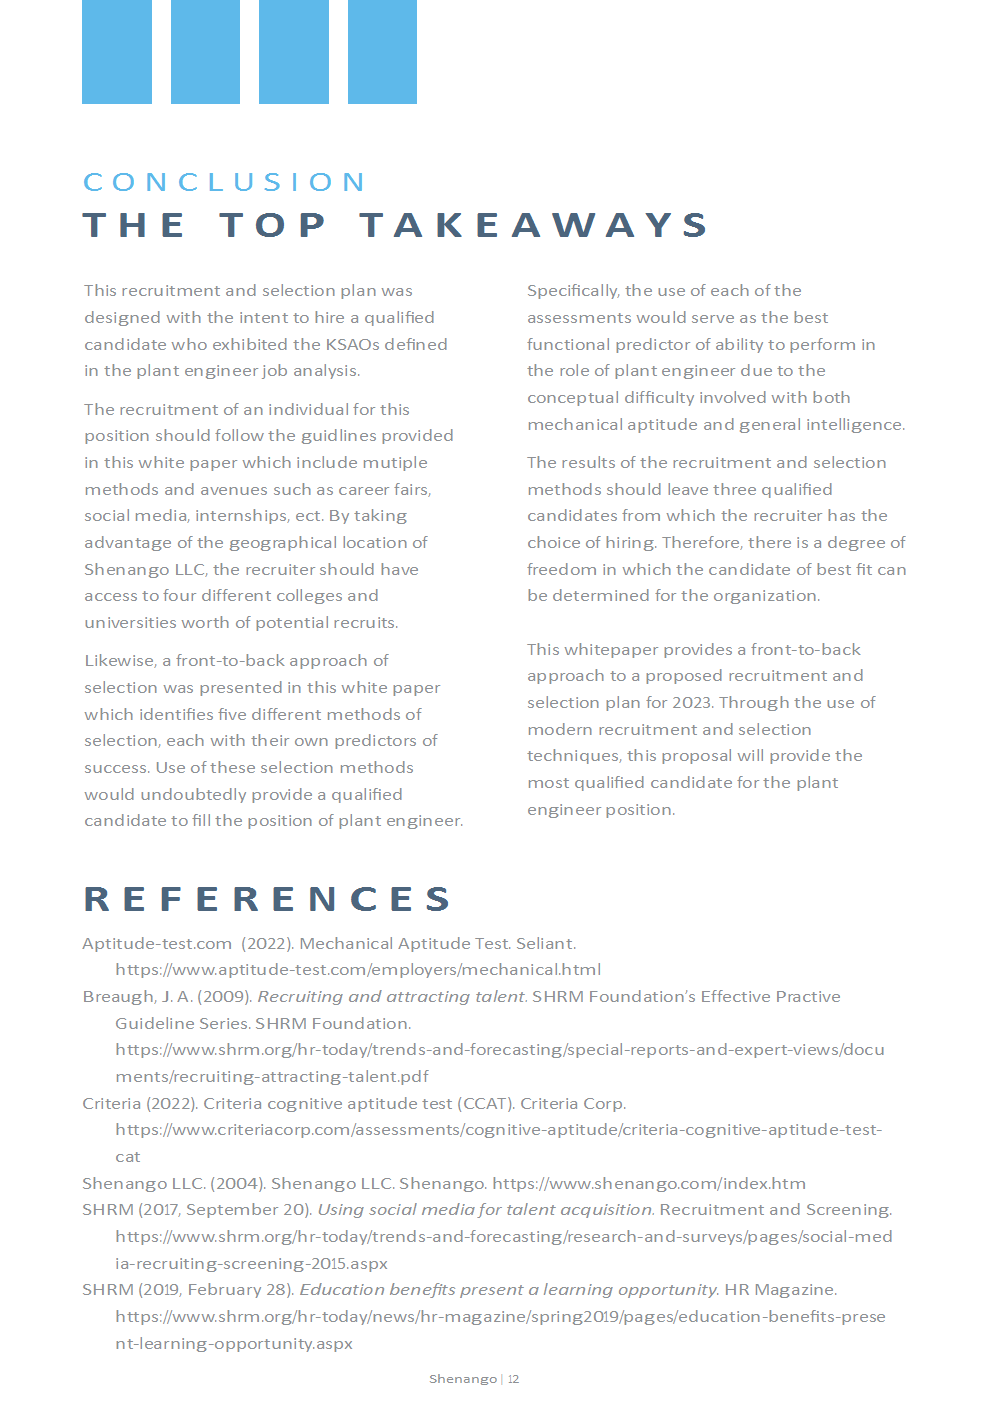 CONCLUSION
THE TOP TAKEAWAYS
This recruitment and selection plan was
designed with the intent to hire a qualified
candidate who exhibited the KSAOs defined
in the plant engineer job analysis.
The recruitment of an individual for this
position should follow the guidlines provided
in this white paper which include mutiple
methods and avenues such as career fairs,
social media, internships, ect. By taking
advantage of the geographical location of
Shenango LLC, the recruiter should have
access to four different colleges and
universities worth of potential recruits.
Likewise, a front-to-back approach of
selection was presented in this white paper
which identifies five different methods of
selection, each with their own predictors of
success. Use of these selection methods
would undoubtedly provide a qualified
candidate to fill the position of plant engineer.
Specifically, the use of each of the
assessments would serve as the best
functional predictor of ability to perform in
the role of plant engineer due to the
conceptual difficulty involved with both
mechanical aptitude and general intelligence.
The results of the recruitment and selection
methods should leave three qualified
candidates from which the recruiter has the
choice of hiring. Therefore, there is a degree of
freedom in which the candidate of best fit can
be determined for the organization.
This whitepaper provides a front-to-back
approach to a proposed recruitment and
selection plan for 2023. Through the use of
modern recruitment and selection
techniques, this proposal will provide the
most qualified candidate for the plant
engineer position.
REFERENCES
Aptitude-test.com (2022). Mechanical Aptitude Test. Seliant.
https://www.aptitude-test.com/employers/mechanical.html
Breaugh, J. A. (2009). Recruiting and attracting talent. SHRM Foundation's Effective Practive
Guideline Series. SHRM Foundation.
https://www.shrm.org/hr-today/trends-and-forecasting/special-reports-and-expert-views/docu
ments/recruiting-attracting-talent.pdf
Criteria (2022). Criteria cognitive aptitude test (CCAT). Criteria Corp.
https://www.criteriacorp.com/assessments/cognitive-aptitude/criteria-cognitive-aptitude-test-
cat
Shenango LLC. (2004). Shenango LLC. Shenango. https://www.shenango.com/index.htm
SHRM (2017, September 20). Using social media for talent acquisition. Recruitment and Screening.
https://www.shrm.org/hr-today/trends-and-forecasting/research-and-surveys/pages/social-med
ia-recruiting-screening-2015.aspx
SHRM (2019, February 28). Education benefits present a learning opportunity. HR Magazine.
https://www.shrm.org/hr-today/news/hr-magazine/spring2019/pages/education-benefits-prese
nt-learning-opportunity.aspx
Shenango | 12